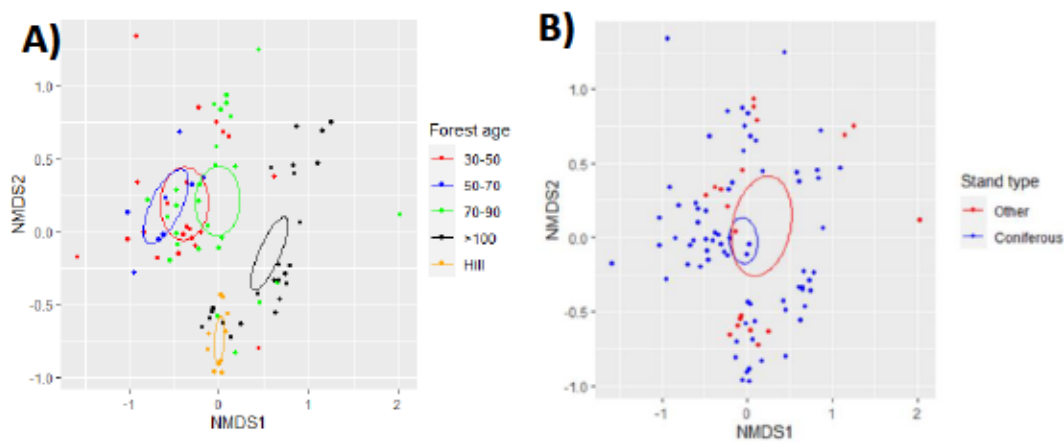 A)
B)
NMDS2
1.0
0.5
0.0
-0.5
-1.0
-1
0
1
2
NMDS1
Forest age
30-50
50-70
70-90
>100
Hill
NMDS2
1.0
0.5
0.0
-0.5
-1.0
-1
0
1
2
NMDS1
Stand type
Other
Coniferous